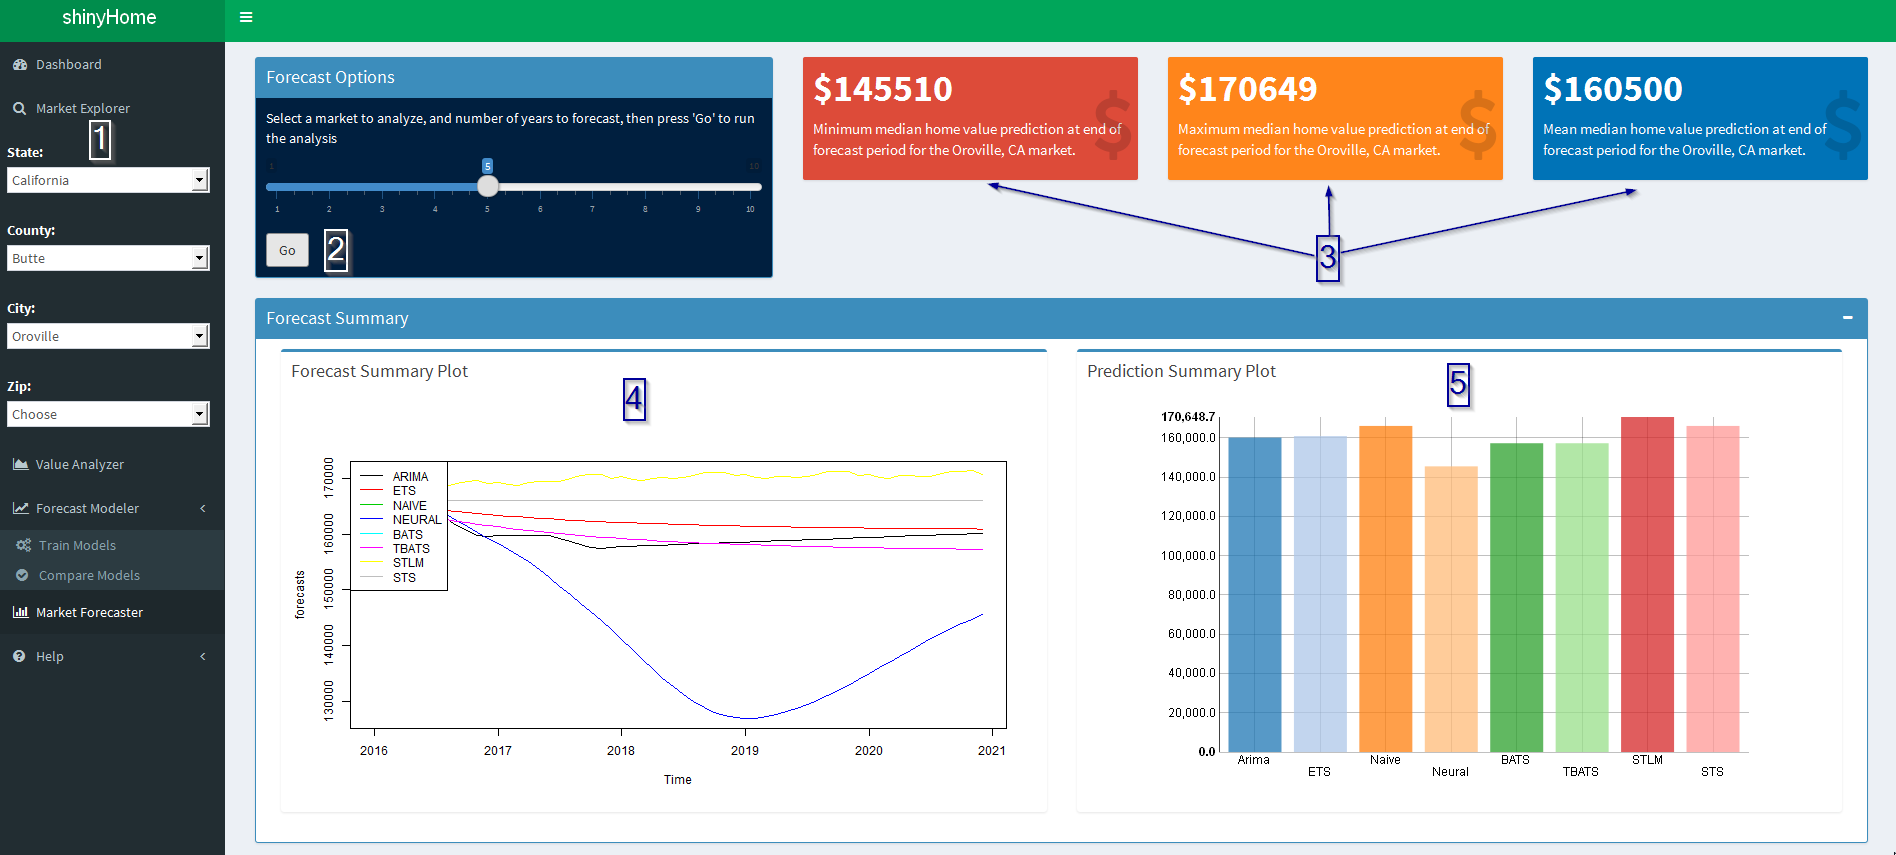 shinyHome
Dashboard
Market Explorer
1
State:
California
County:
Butte
City:
Oroville
Zip:
Choose
Value Analyzer
Forecast Modeler
Train Models
Compare Models
Market Forecaster
Help
Forecast Options
Select a market to analyze, and number of years to forecast, then press 'Go' to run
the analysis
1 5 10
1 2 3 4 5 6 7 8 9 10
Go
2
$145510
Minimum median home value prediction at end of
forecast period for the Oroville, CA market.
$170649
Maximum median home value prediction at end of
forecast period for the Oroville, CA market.
$160500
Mean median home value prediction at end of
forecast period for the Oroville, CA market.
3
Forecast Summary
Forecast Summary Plot
4
ARIMA
ETS
NAIVE
NEURAL
BATS
TBATS
STLM
STS
170000
160000
150000
140000
130000
forecasts
2016 2017 2018 2019 2020 2021
Time
Prediction Summary Plot
5
170,648.7
160,000.0
140,000.0
120,000.0
100,000.0
80,000.0
60,000.0
40,000.0
20,000.0
0.0
Arima ETS Naive Neural BATS TBATS STLM STS